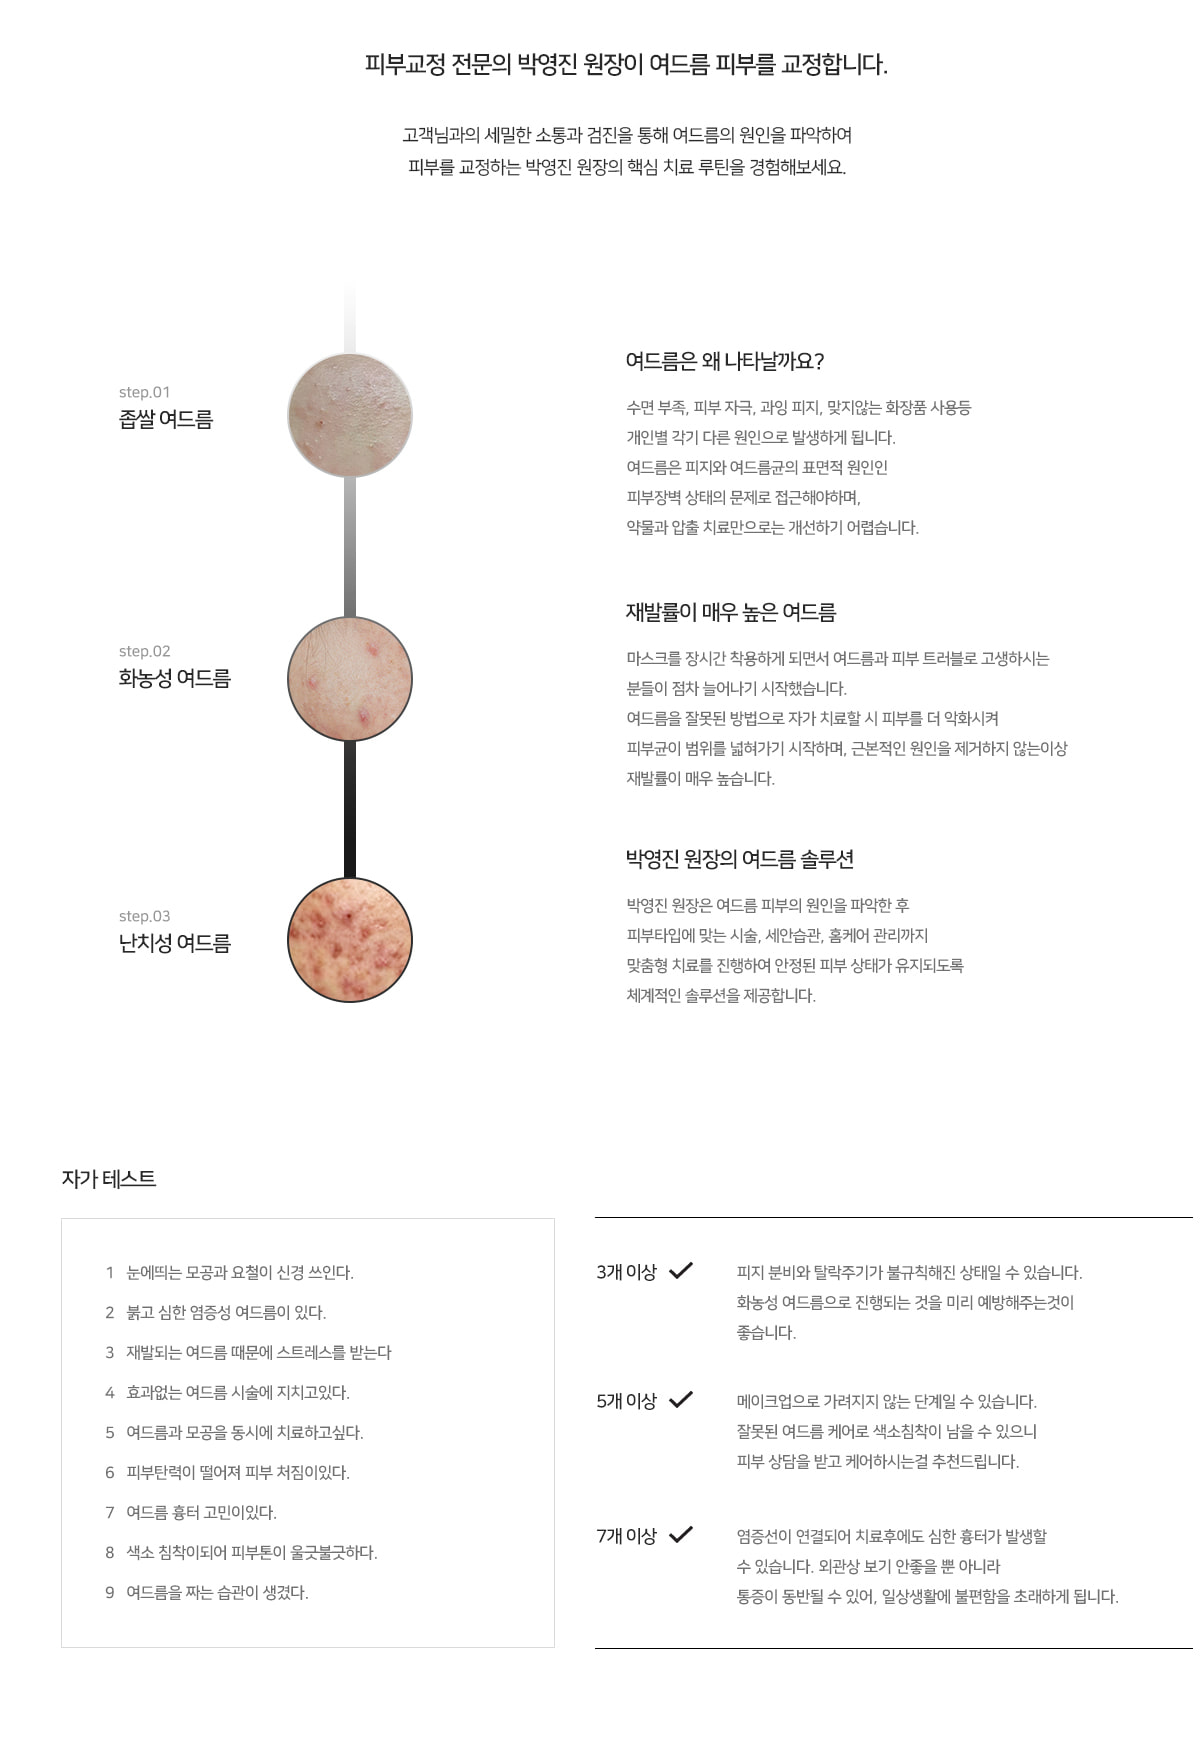 피부교정 전문의 박영진 원장이 여드름 피부를 교정합니다.
고객님과의 세밀한 소통과 검진을 통해 여드름의 원인을 파악하여
피부를 교정하는 박영진 원장의 핵심 치료 루틴을 경험해보세요.
step.01
좁쌀 여드름
여드름은 왜 나타날까요?
수면 부족, 피부 자극, 과잉 피지, 맞지않는 화장품 사용등
개인별 각기 다른 원인으로 발생하게 됩니다.
여드름은 피지와 여드름균의 표면적 원인인
피부장벽 상태의 문제로 접근해야하며,
약물과 압출 치료만으로는 개선하기 어렵습니다.
step.02
화농성 여드름
재발률이 매우 높은 여드름
마스크를 장시간 착용하게 되면서 여드름과 피부 트러블로 고생하시는
분들이 점차 늘어나기 시작했습니다.
여드름을 잘못된 방법으로 자가 치료할 시 피부를 더 악화시켜
피부균이 범위를 넓혀가기 시작하며, 근본적인 원인을 제거하지 않는이상
재발률이 매우 높습니다.
step.03
난치성 여드름
박영진 원장의 여드름 솔루션
박영진 원장은 여드름 피부의 원인을 파악한 후
피부타입에 맞는 시술, 세안습관, 홈케어 관리까지
맞춤형 치료를 진행하여 안정된 피부 상태가 유지되도록
체계적인 솔루션을 제공합니다.
자가 테스트
1 눈에띄는 모공과 요철이 신경 쓰인다.
2 붉고 심한 염증성 여드름이 있다.
3 재발되는 여드름 때문에 스트레스를 받는다
4 효과없는 여드름 시술에 지치고있다.
5 여드름과 모공을 동시에 치료하고싶다.
6 피부탄력이 떨어져 피부 처짐이있다.
7 여드름 흉터 고민이있다.
8 색소 침착이되어 피부톤이 울긋불긋하다.
9 여드름을 짜는 습관이 생겼다.
3개 이상
피지 분비와 탈락주기가 불규칙해진 상태일 수 있습니다.
화농성 여드름으로 진행되는 것을 미리 예방해주는것이
좋습니다.
5개 이상
메이크업으로 가려지지 않는 단계일 수 있습니다.
잘못된 여드름 케어로 색소침착이 남을 수 있으니
피부 상담을 받고 케어하시는걸 추천드립니다.
7개 이상
염증선이 연결되어 치료후에도 심한 흉터가 발생할
수 있습니다. 외관상 보기 안좋을 뿐 아니라
통증이 동반될 수 있어, 일상생활에 불편함을 초래하게 됩니다.